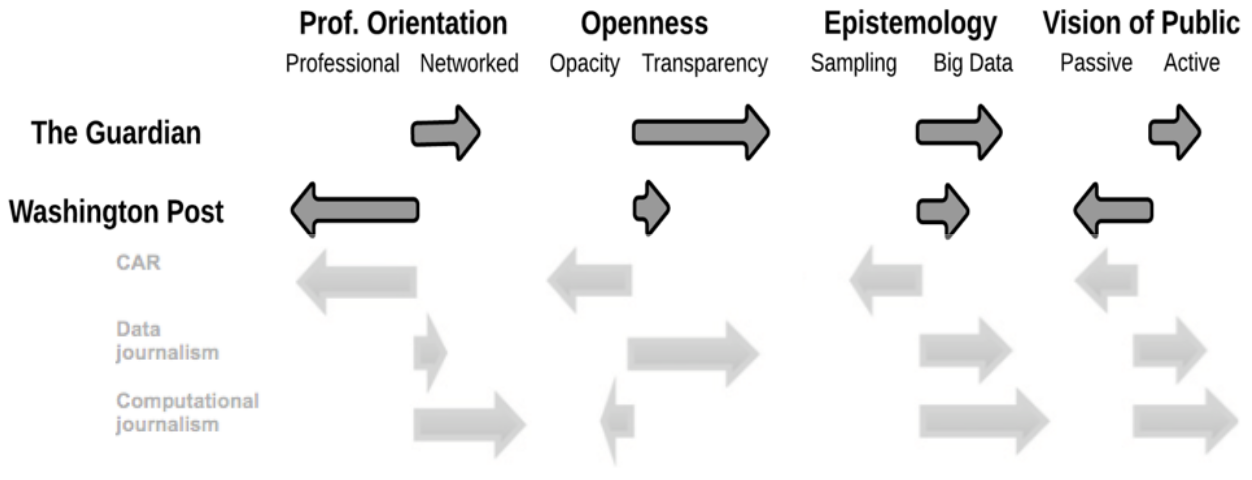 Prof. Orientation Openness Epistemology Vision of Public
Professional Networked Opacity Transparency Sampling Big Data Passive Active
The Guardian
Washington Post
CAR
Data
journalism
Computational
journalism